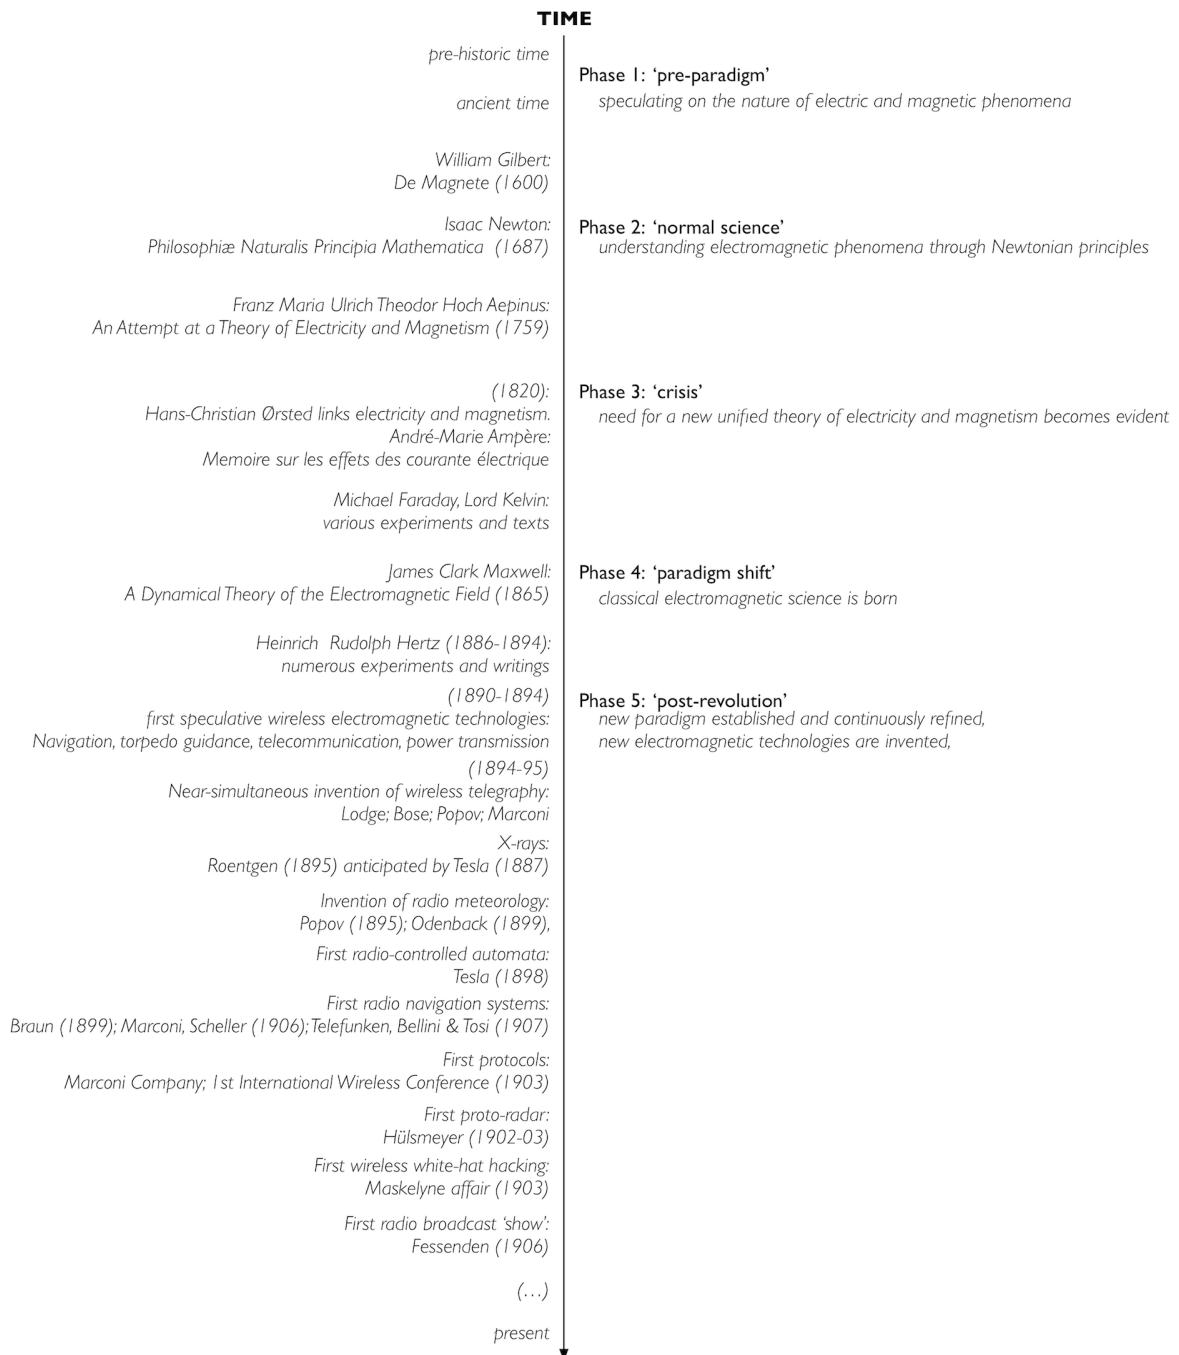 TIME
pre-historic time
Phase 1: ‘pre-paradigm’
ancient time
speculating on the nature of electric and magnetic phenomena
William Gilbert:
De Magnete (1600)
Isaac Newton:
Phase 2: ‘normal science’
Philosophiæ Naturalis Principia Mathematica (1687)
understanding electromagnetic phenomena through Newtonian principles
Franz Maria Ulrich Theodor Hoch Aepinus:
An Attempt at a Theory of Electricity and Magnetism (1759)
(1820):
Phase 3: ‘crisis’
Hans-Christian Ørsted links electricity and magnetism.
need for a new unified theory of electricity and magnetism becomes evident
André-Marie Ampère:
Memoire sur les effets des courante électrique
Michael Faraday, Lord Kelvin:
various experiments and texts
James Clark Maxwell:
Phase 4: ‘paradigm shift’
A Dynamical Theory of the Electromagnetic Field (1865)
classical electromagnetic science is born
Heinrich Rudolph Hertz (1886-1894):
numerous experiments and writings
(1890-1894)
Phase 5: ‘post-revolution’
first speculative wireless electromagnetic technologies:
new paradigm established and continuously refined,
Navigation, torpedo guidance, telecommunication, power transmission
new electromagnetic technologies are invented,
(1894-95)
Near-simultaneous invention of wireless telegraphy:
Lodge; Bose; Popov; Marconi
X-rays:
Roentgen (1895) anticipated by Tesla (1887)
Invention of radio meteorology:
Popov (1895); Odenback (1899),
First radio-controlled automata:
Tesla (1898)
First radio navigation systems:
Braun (1899); Marconi, Scheller (1906); Telefunken, Bellini & Tosi (1907)
First protocols:
Marconi Company; 1st International Wireless Conference (1903)
First proto-radar:
Hülsmeyer (1902-03)
First wireless white-hat hacking:
Maskelyne affair (1903)
First radio broadcast ‘show’:
Fessenden (1906)
(…)
present